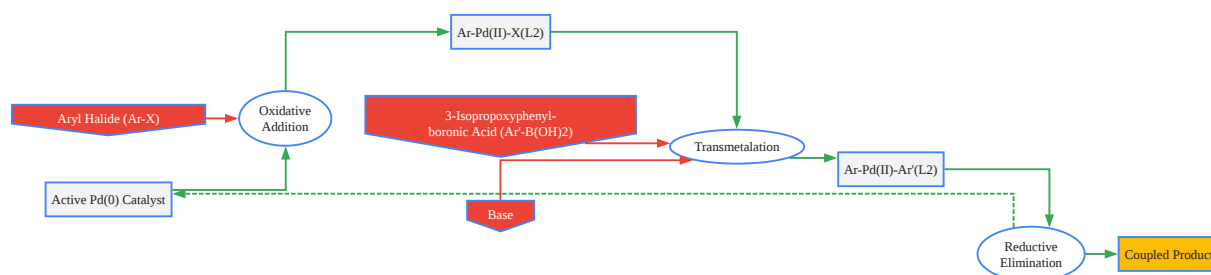 Ar-Pd(II)-X(L2)
Aryl Halide (Ar-X)
Oxidative
Addition
3-Isopropoxyphenyl-
boronic Acid (Ar'-B(OH)2)
Transmetalation
Ar-Pd(II)-Ar'(L2)
Active Pd(0) Catalyst
Base
Reductive
Elimination
Coupled Product